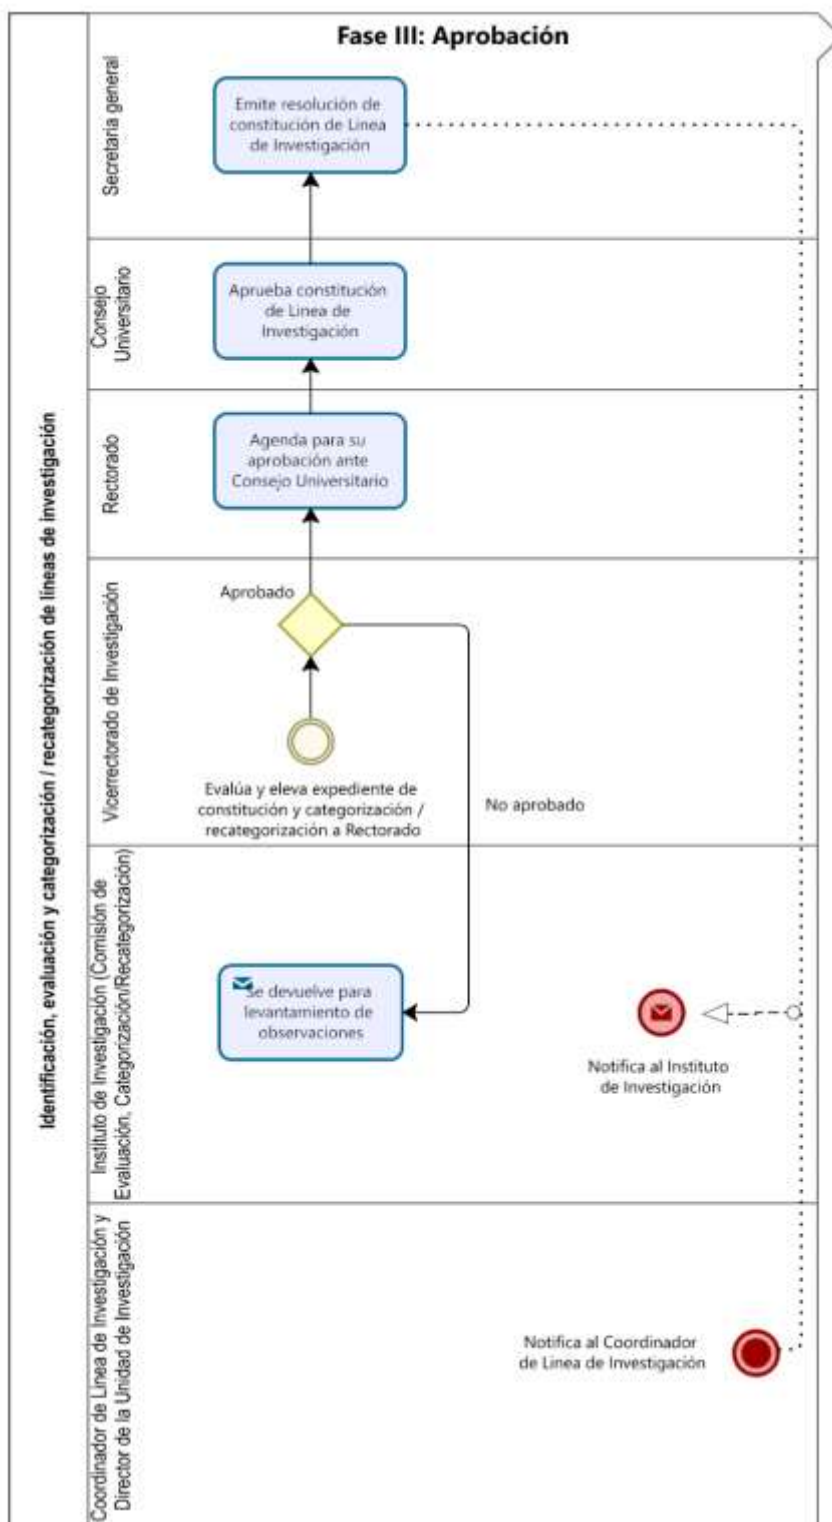 Fase III: Aprobación
Identificación, evaluación y categorización / recategorización de líneas de investigación
Secretaria general
Emite resolución de
constitución de Linea
de Investigación
Consejo
Universitario
Aprueba constitución
de Linea de
Investigación
Rectorado
Agenda para su
aprobación ante
Consejo Universitario
Vicerrectorado de Investigación
Aprobado
Evalúa y eleva expediente de
constitución y categorización /
recategorización a Rectorado
No aprobado
Instituto de Investigación (Comisión de
Evaluación, Categorización/Recategorización)
Se devuelve para
levantamiento de
observaciones
Notifica al Instituto
de Investigación
Coordinador de Linea de Investigación y
Director de la Unidad de Investigación
Notifica al Coordinador
de Linea de Investigación